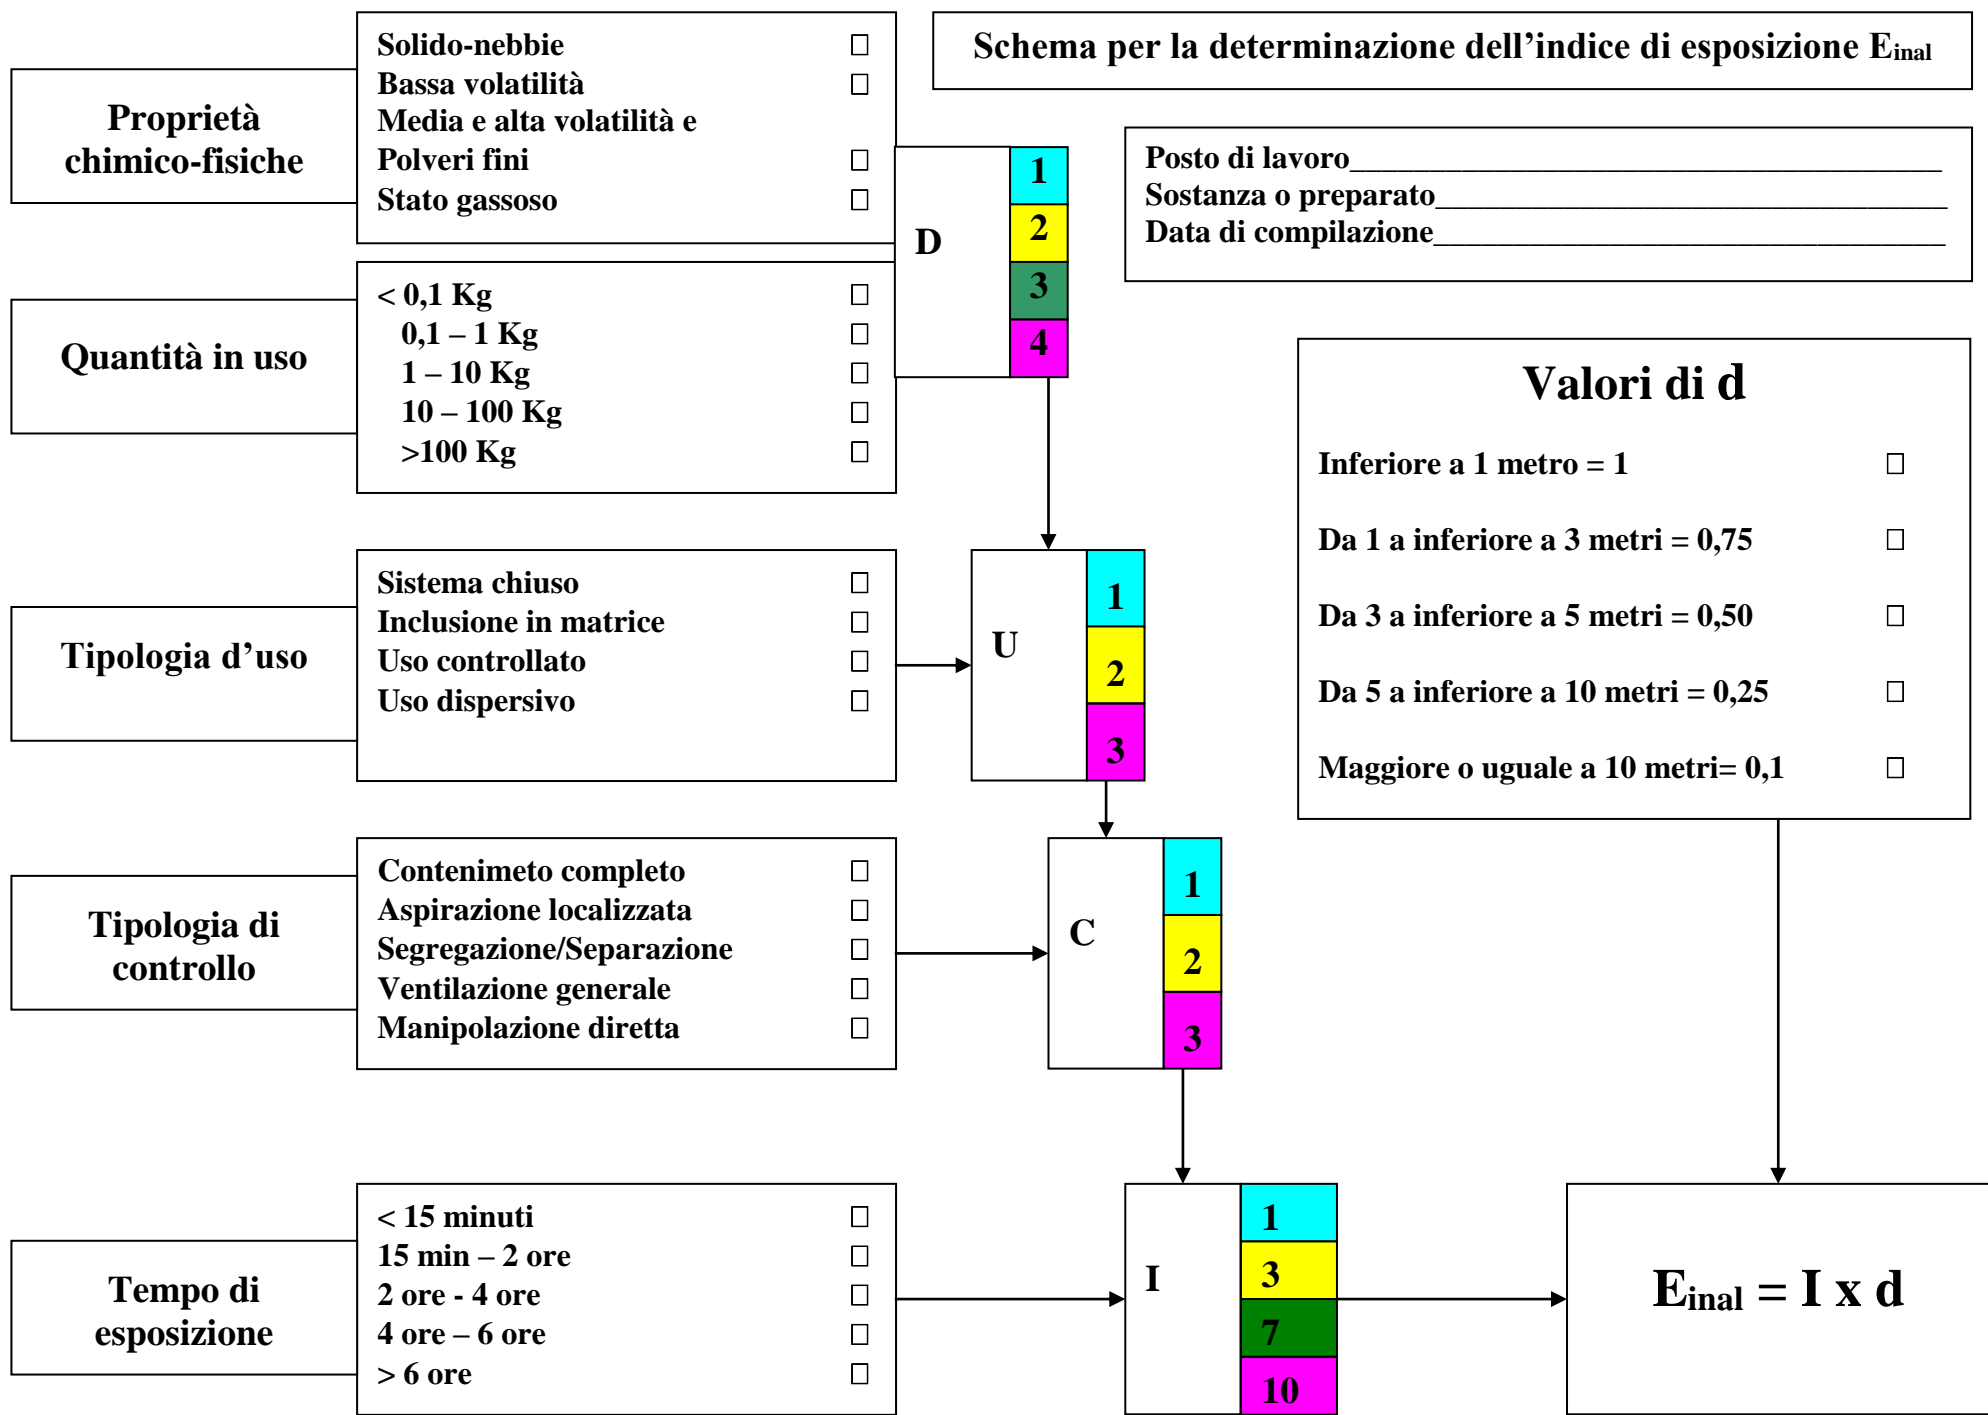 Schema per la determinazione dell’indice di esposizione Einal
Posto di lavoro_____________________________________
Sostanza o preparato________________________________
Data di compilazione________________________________
Proprietà
chimico-fisiche
Solido-nebbie □
Bassa volatilità □
Media e alta volatilità e
Polveri fini □
Stato gassoso □
Quantità in uso
< 0,1 Kg □
0,1 – 1 Kg □
1 – 10 Kg □
10 – 100 Kg □
>100 Kg □
D
1
2
3
4
Tipologia d’uso
Sistema chiuso □
Inclusione in matrice □
Uso controllato □
Uso dispersivo □
U
1
2
3
Tipologia di
controllo
Contenimeto completo □
Aspirazione localizzata □
Segregazione/Separazione □
Ventilazione generale □
Manipolazione diretta □
C
1
2
3
Tempo di
esposizione
< 15 minuti □
15 min – 2 ore □
2 ore - 4 ore □
4 ore – 6 ore □
> 6 ore □
I
1
3
7
10
Valori di d
Inferiore a 1 metro = 1 □
Da 1 a inferiore a 3 metri = 0,75 □
Da 3 a inferiore a 5 metri = 0,50 □
Da 5 a inferiore a 10 metri = 0,25 □
Maggiore o uguale a 10 metri= 0,1 □
Einal = I x d